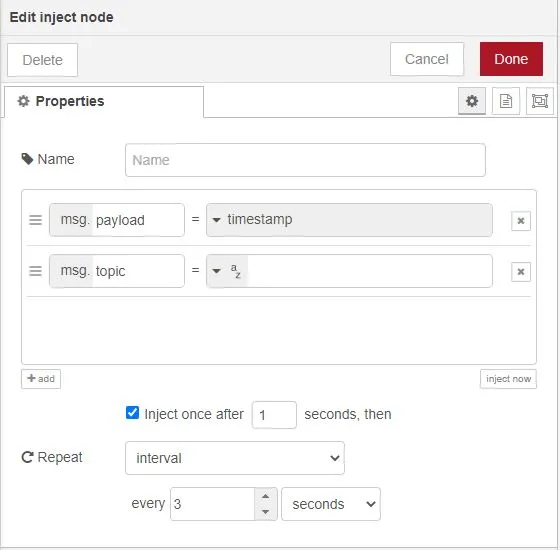 Edit inject node
Delete Cancel Done
Properties
Name Name
msg. payload = timestamp
msg. topic = a z
+ add inject now
Inject once after 1 seconds, then
Repeat interval
every 3 seconds